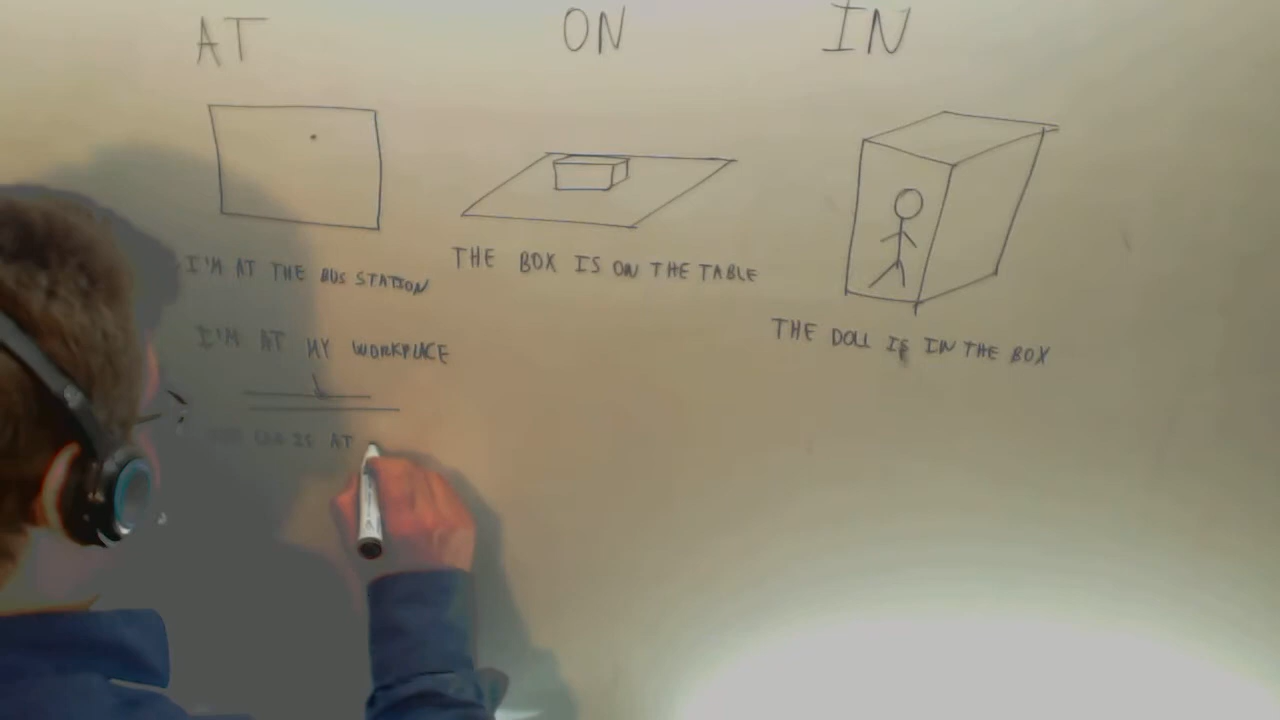 AT
ON
IN
I'M AT THE BUS STATION
THE BOX IS ON THE TABLE
THE DOLL IS IN THE BOX
I'M AT MY WORKPLACE
IS AT